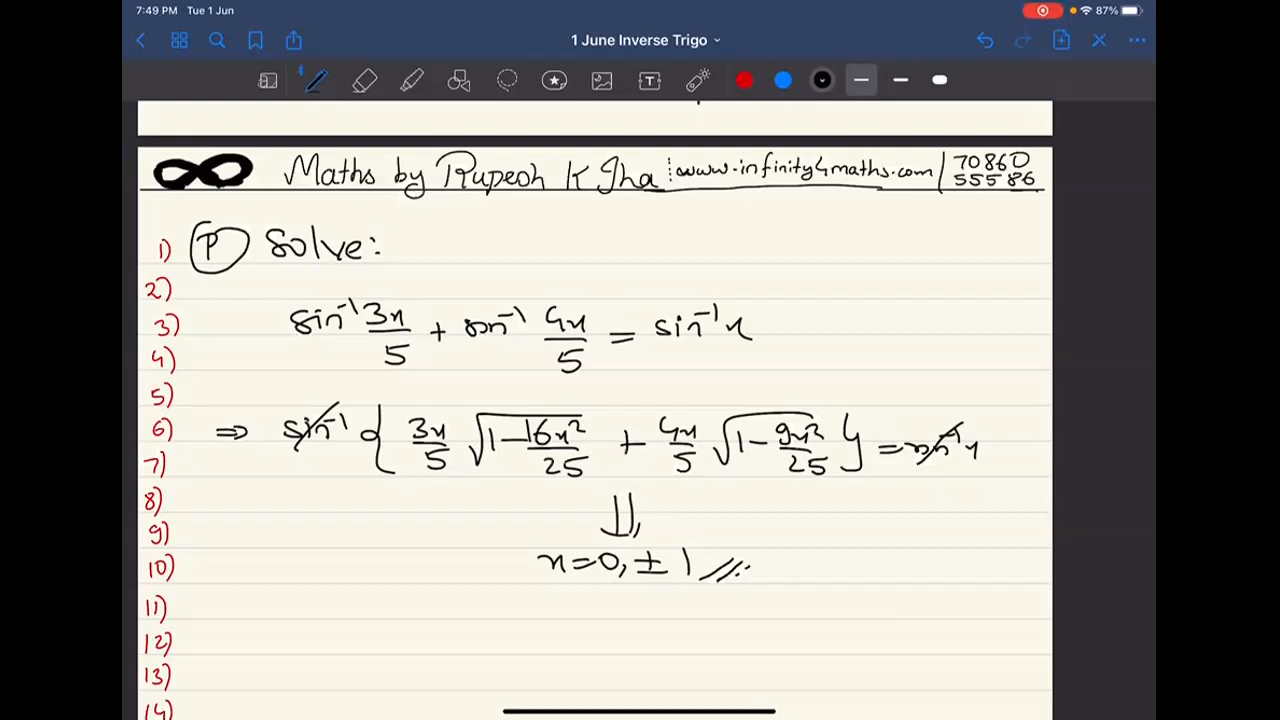 7:49 PM Tue 1 Jun
87%
1 June Inverse Trigo
Maths by Rupesh K Jha www.infinity4maths.com 70860 55586
1) P Solve:
2)
3) sin⁻¹ 3x/5 + sin⁻¹ 4x/5 = sin⁻¹ x
4)
5)
6) ⇒ sin⁻¹ { 3x/5 √(1 - 16x²/25) + 4x/5 √(1 - 9x²/25) } = sin⁻¹ x
7)
8) ⇓
9)
10) x = 0, ± 1
11)
12)
13)
14)